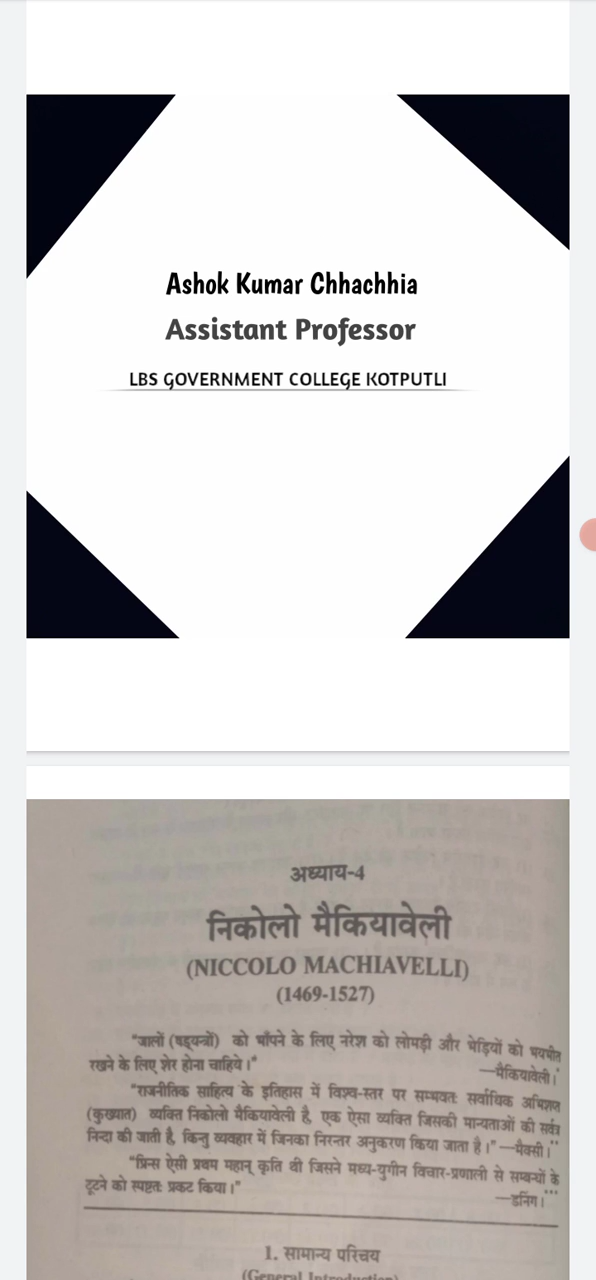 Ashok Kumar Chhachhia
Assistant Professor
LBS GOVERNMENT COLLEGE KOTPUTLI
अध्याय-4
निकोलो मैकियावेली
(NICCOLO MACHIAVELLI)
(1469-1527)
"जालों (षड्यन्त्रों) को भाँपने के लिए नरेश को लोमड़ी और भेड़ियों को भयभीत
रखने के लिए शेर होना चाहिये।" —मैकियावेली।'
"राजनीतिक साहित्य के इतिहास में विश्व-स्तर पर सम्भवतः सर्वाधिक अभिशप्त
(कुख्यात) व्यक्ति निकोलो मैकियावेली है, एक ऐसा व्यक्ति जिसकी मान्यताओं की सर्वत्र
निन्दा की जाती है, किन्तु व्यवहार में जिनका निरन्तर अनुकरण किया जाता है।" —मैक्सी।''
"प्रिन्स ऐसी प्रथम महान् कृति थी जिसने मध्य-युगीन विचार-प्रणाली से सम्बन्धों के
टूटने को स्पष्टतः प्रकट किया।" —डनिंग।'''
1. सामान्य परिचय
(General Introduction)